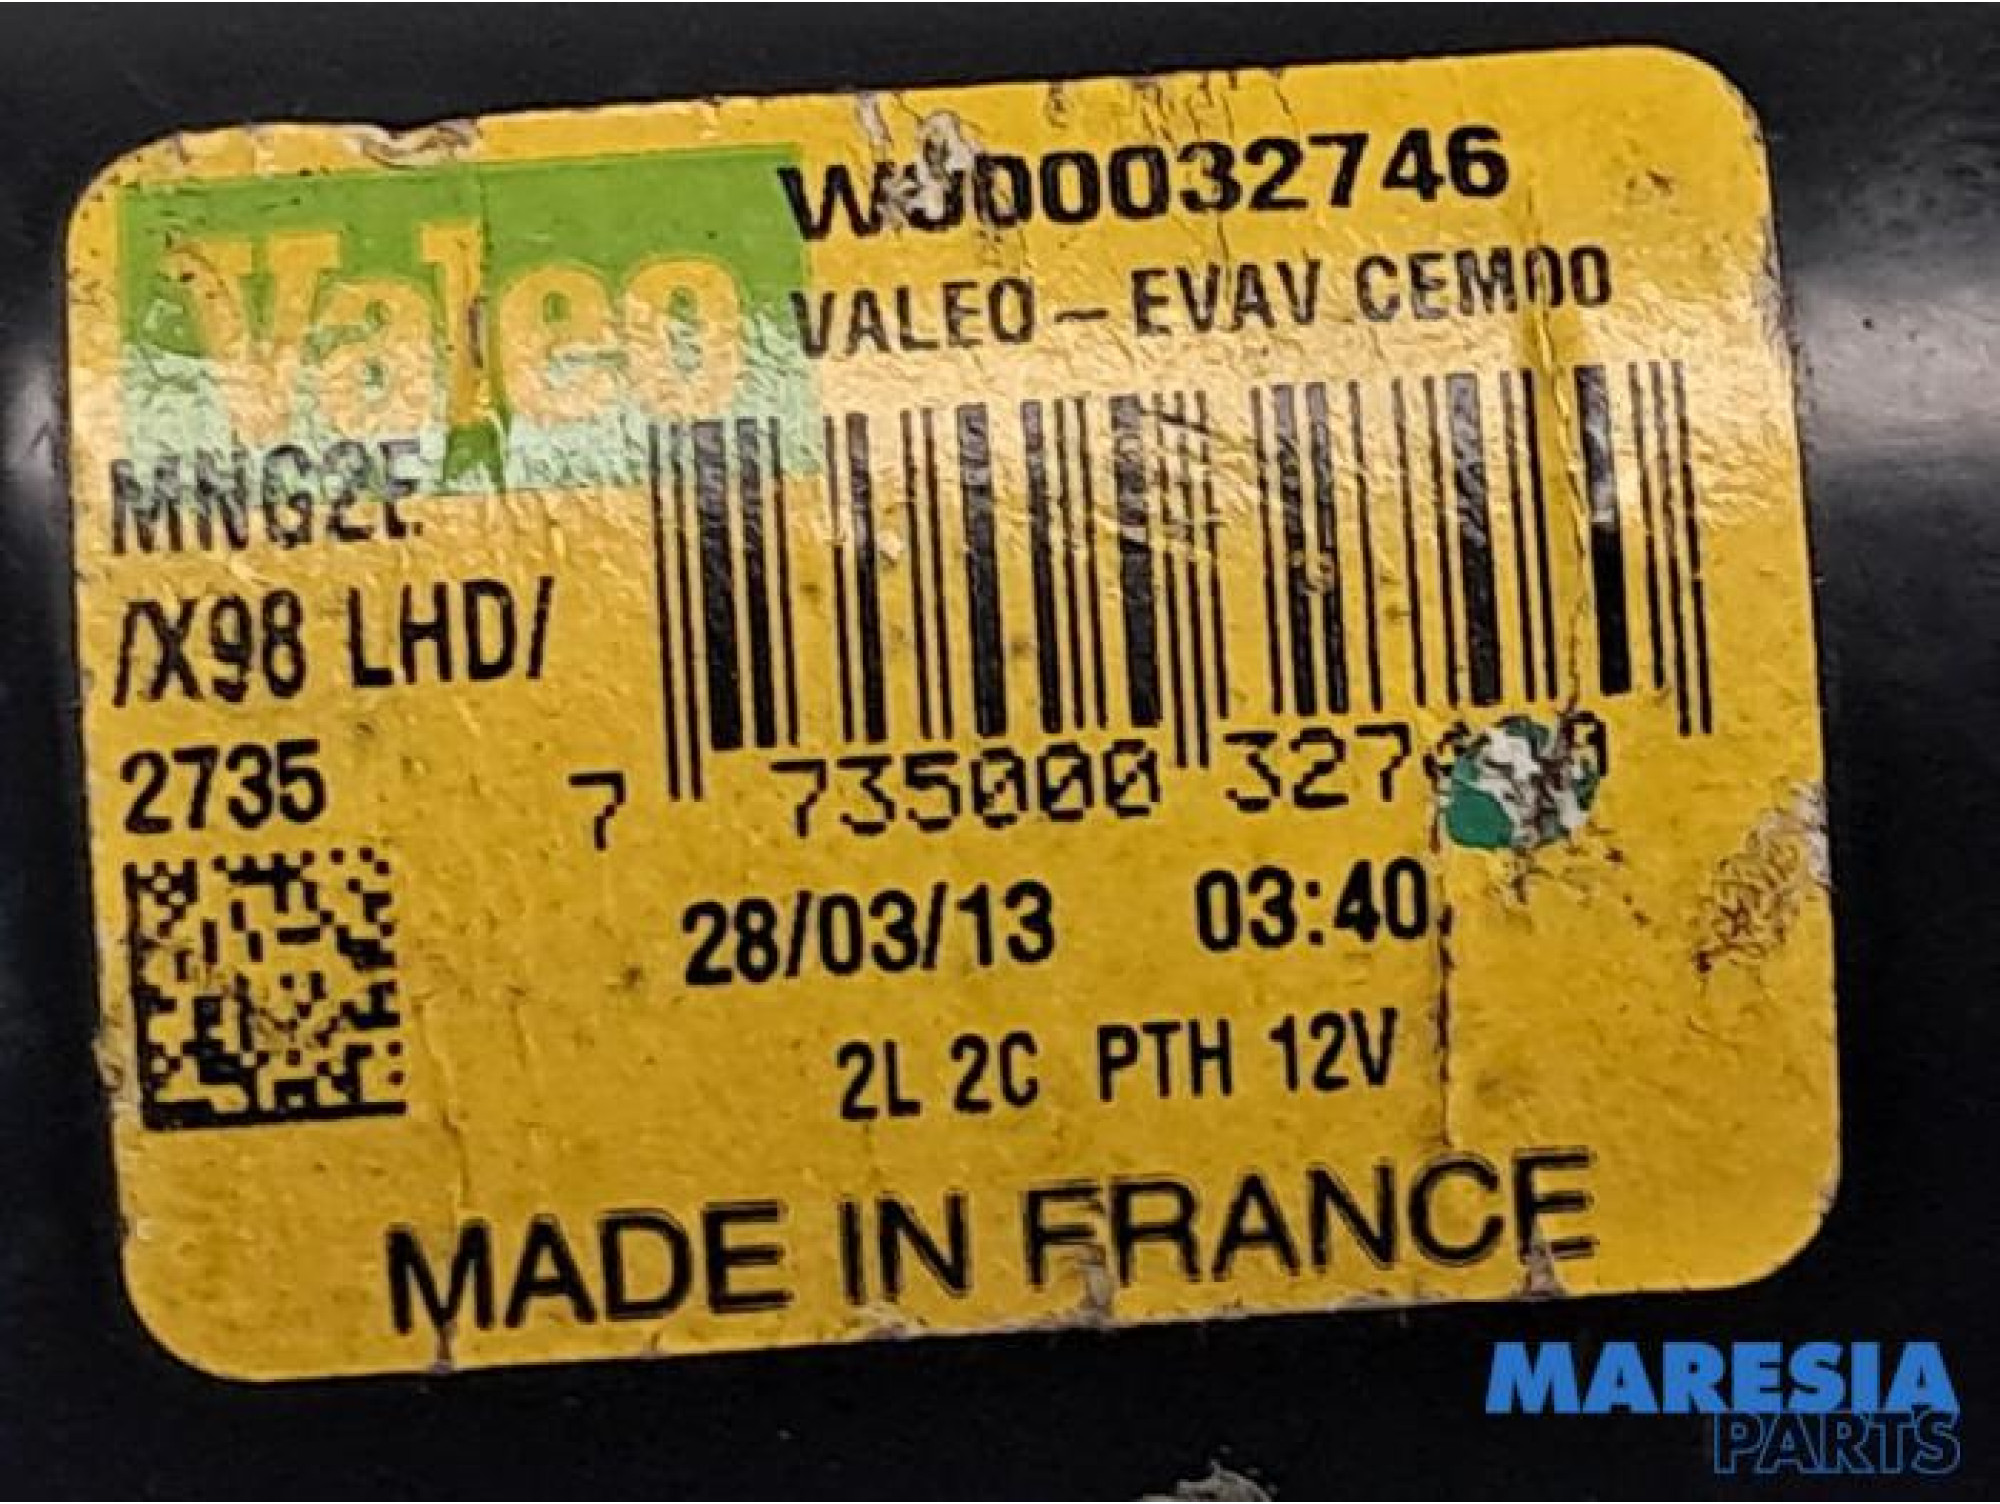 Valeo
W000032746
VALEO - EVAV CEM00
MNG2E
/X98 LHD/
2735
7 735000 327
28/03/13 03:40
2L 2C PTH 12V
MADE IN FRANCE
MARESIA
PARTS